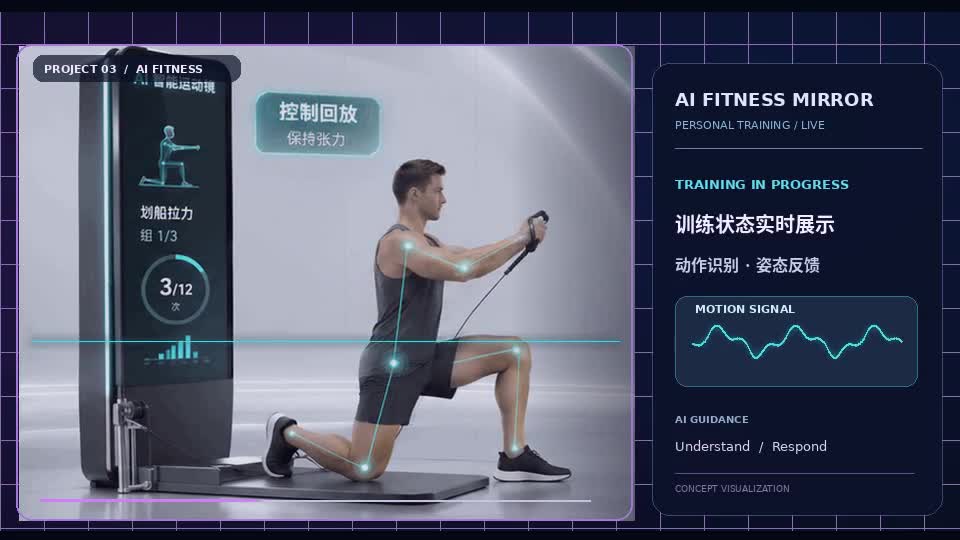 PROJECT 03 / AI FITNESS
AI 智能运动镜
控制回放
保持张力
划船拉力
组 1/3
3/12
次
AI FITNESS MIRROR
PERSONAL TRAINING / LIVE
TRAINING IN PROGRESS
训练状态实时展示
动作识别 · 姿态反馈
MOTION SIGNAL
AI GUIDANCE
Understand / Respond
CONCEPT VISUALIZATION